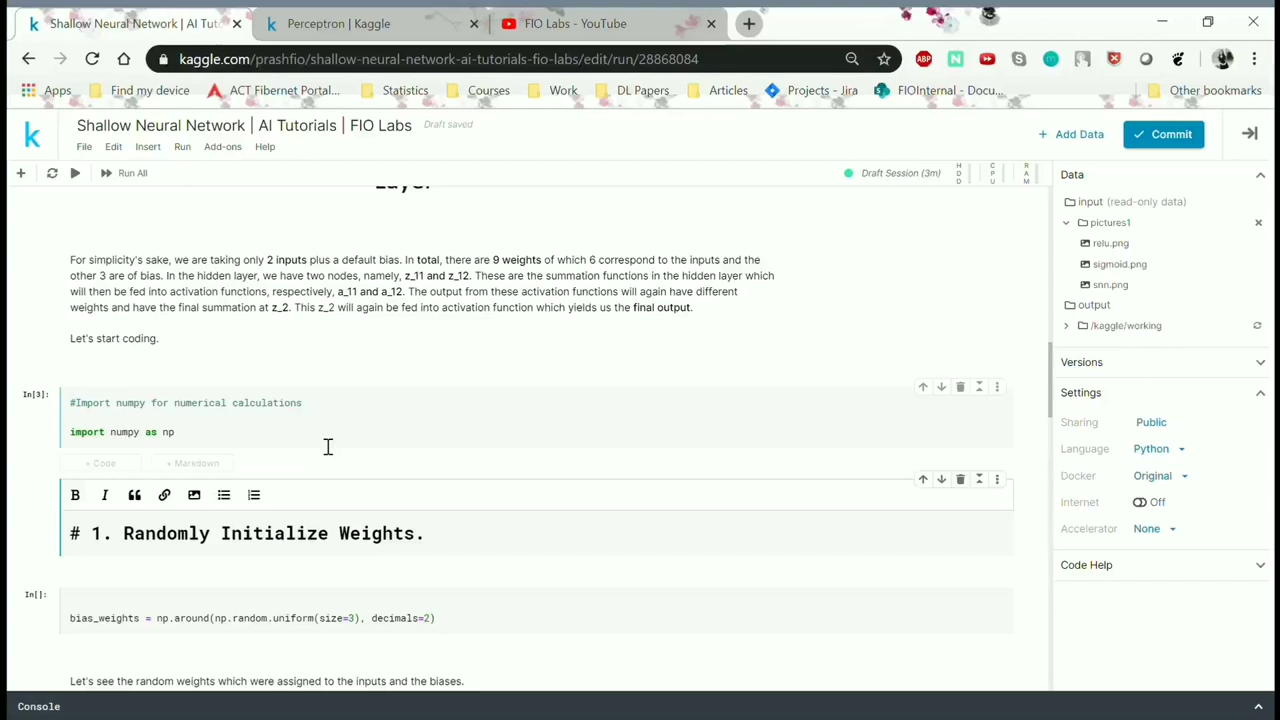 Shallow Neural Network | AI Tut
Perceptron | Kaggle
FIO Labs - YouTube
kaggle.com/prashfio/shallow-neural-network-ai-tutorials-fio-labs/edit/run/28868084
ABP
Apps
Find my device
ACT Fibernet Portal...
Statistics
Courses
Work
DL Papers
Articles
Projects - Jira
FIOInternal - Docu...
Other bookmarks
k
Shallow Neural Network | AI Tutorials | FIO Labs
Draft saved
File Edit Insert Run Add-ons Help
+ Add Data
Commit
Run All
Draft Session (3m)
HDD
CPU
RAM
Layer
For simplicity's sake, we are taking only 2 inputs plus a default bias. In total, there are 9 weights of which 6 correspond to the inputs and the
other 3 are of bias. In the hidden layer, we have two nodes, namely, z_11 and z_12. These are the summation functions in the hidden layer which
will then be fed into activation functions, respectively, a_11 and a_12. The output from these activation functions will again have different
weights and have the final summation at z_2. This z_2 will again be fed into activation function which yields us the final output.
Let's start coding.
In[3]:
#Import numpy for numerical calculations
import numpy as np
+ Code
+ Markdown
B I
# 1. Randomly Initialize Weights.
In[]:
bias_weights = np.around(np.random.uniform(size=3), decimals=2)
Let's see the random weights which were assigned to the inputs and the biases.
Console
Data
input (read-only data)
pictures1
relu.png
sigmoid.png
snn.png
output
/kaggle/working
Versions
Settings
Sharing Public
Language Python
Docker Original
Internet Off
Accelerator None
Code Help